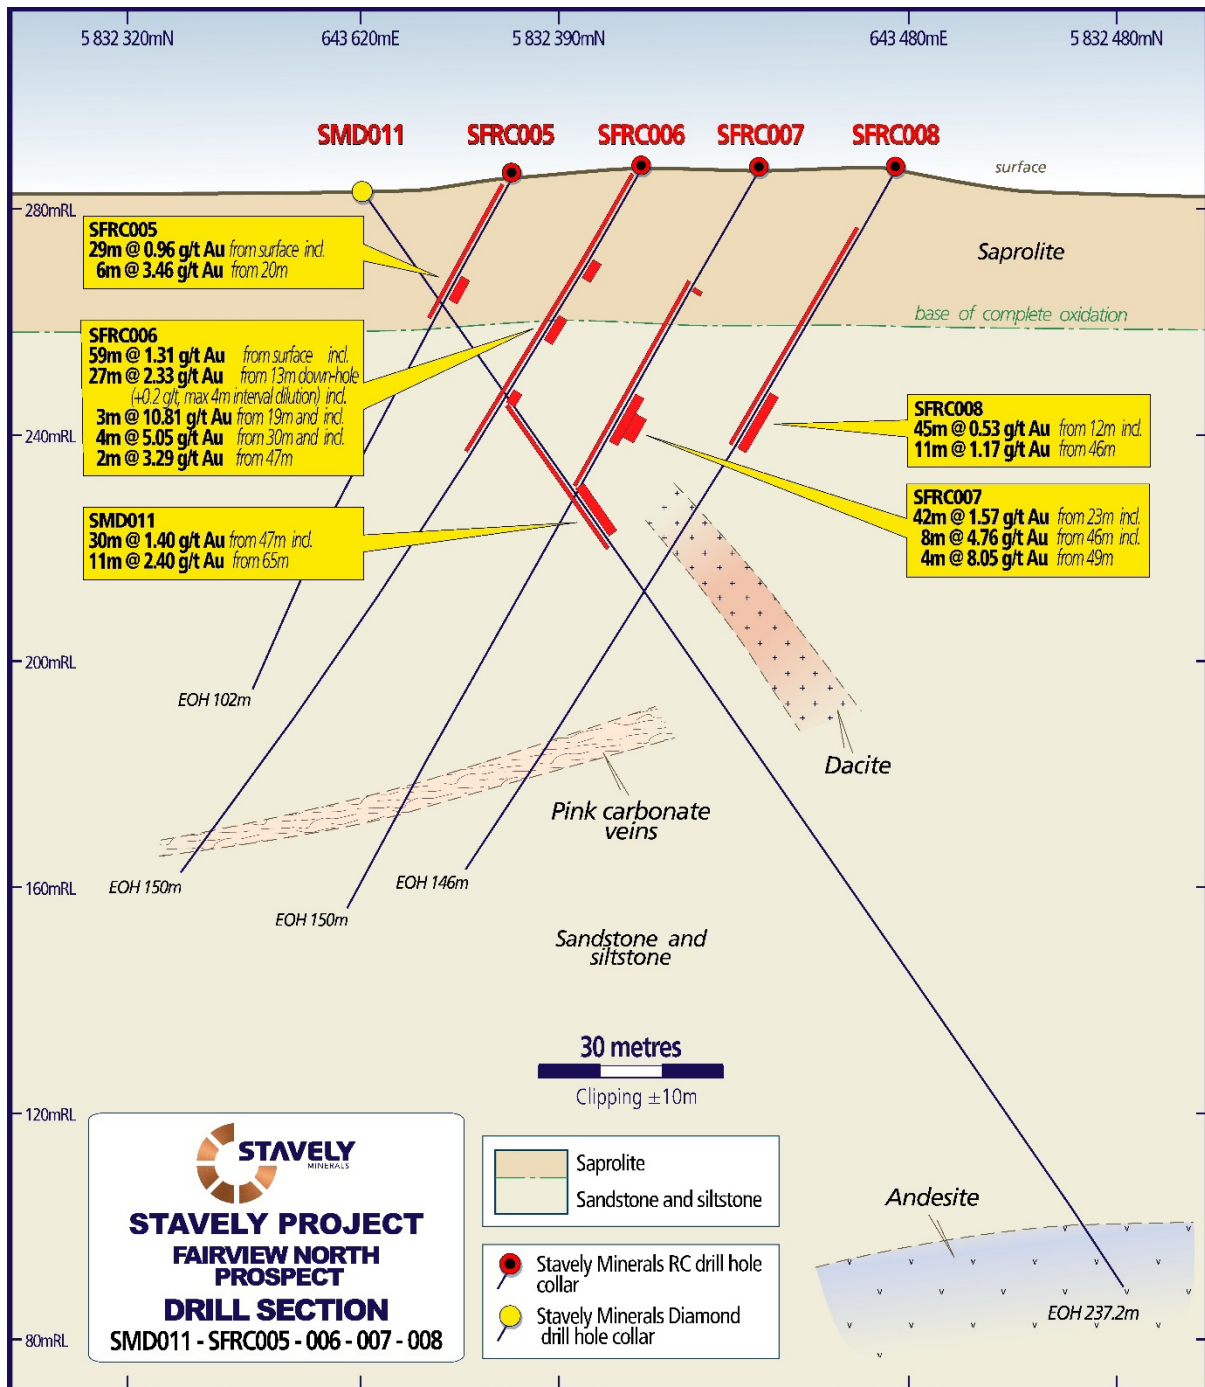 5 832 320mN 643 620mE 5 832 390mN 643 480mE 5 832 480mN
SMD011 SFRC005 SFRC006 SFRC007 SFRC008
surface
280mRL
SFRC005
29m @ 0.96 g/t Au from surface incl.
6m @ 3.46 g/t Au from 20m
Saprolite
base of complete oxidation
SFRC006
59m @ 1.31 g/t Au from surface incl.
27m @ 2.33 g/t Au from 13m down-hole
(+0.2 g/t, max 4m interval dilution) incl.
3m @ 10.81 g/t Au from 19m and incl.
4m @ 5.05 g/t Au from 30m and incl.
2m @ 3.29 g/t Au from 47m
240mRL
SFRC008
45m @ 0.53 g/t Au from 12m incl.
11m @ 1.17 g/t Au from 46m
SFRC007
42m @ 1.57 g/t Au from 23m incl.
8m @ 4.76 g/t Au from 46m incl.
4m @ 8.05 g/t Au from 49m
SMD011
30m @ 1.40 g/t Au from 47m incl.
11m @ 2.40 g/t Au from 65m
200mRL
EOH 102m
Dacite
Pink carbonate
veins
160mRL
EOH 150m
EOH 150m
EOH 146m
Sandstone and
siltstone
30 metres
Clipping ±10m
120mRL
STAVELY
MINERALS
STAVELY PROJECT
FAIRVIEW NORTH
PROSPECT
DRILL SECTION
SMD011 - SFRC005 - 006 - 007 - 008
Saprolite
Sandstone and siltstone
Stavely Minerals RC drill hole
collar
Stavely Minerals Diamond
drill hole collar
Andesite
EOH 237.2m
80mRL